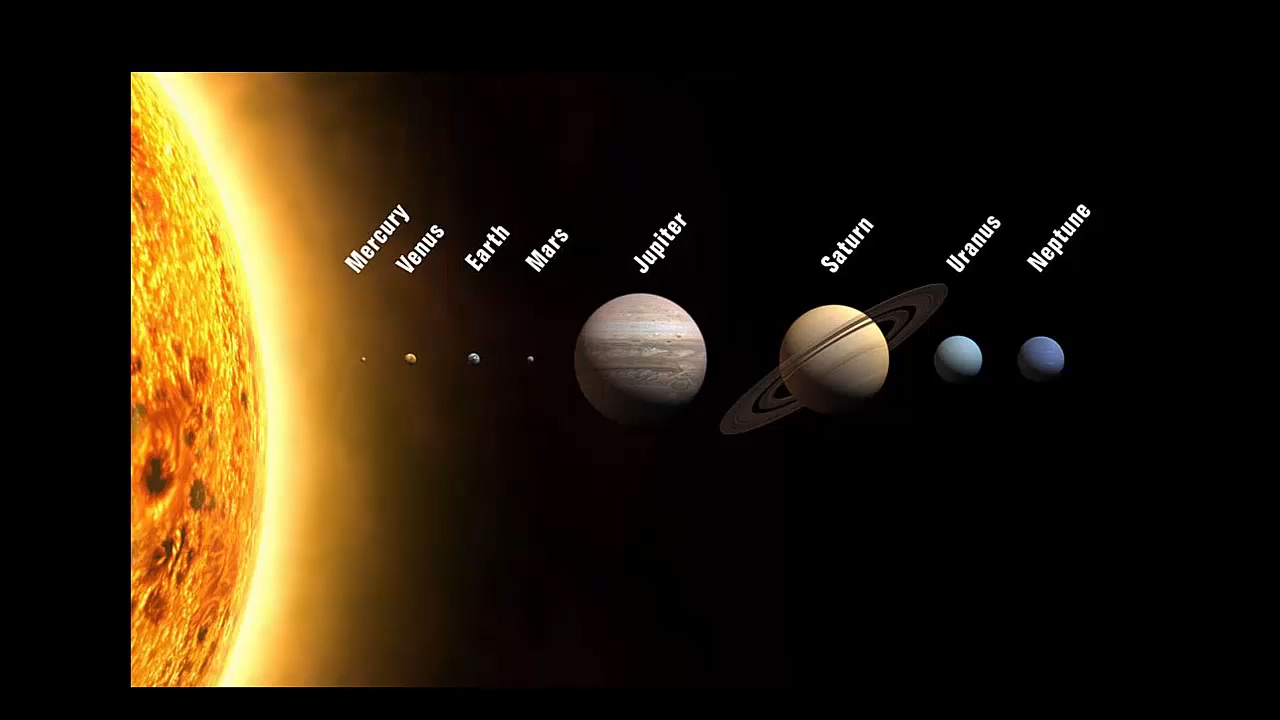 Mercury
Venus
Earth
Mars
Jupiter
Saturn
Uranus
Neptune